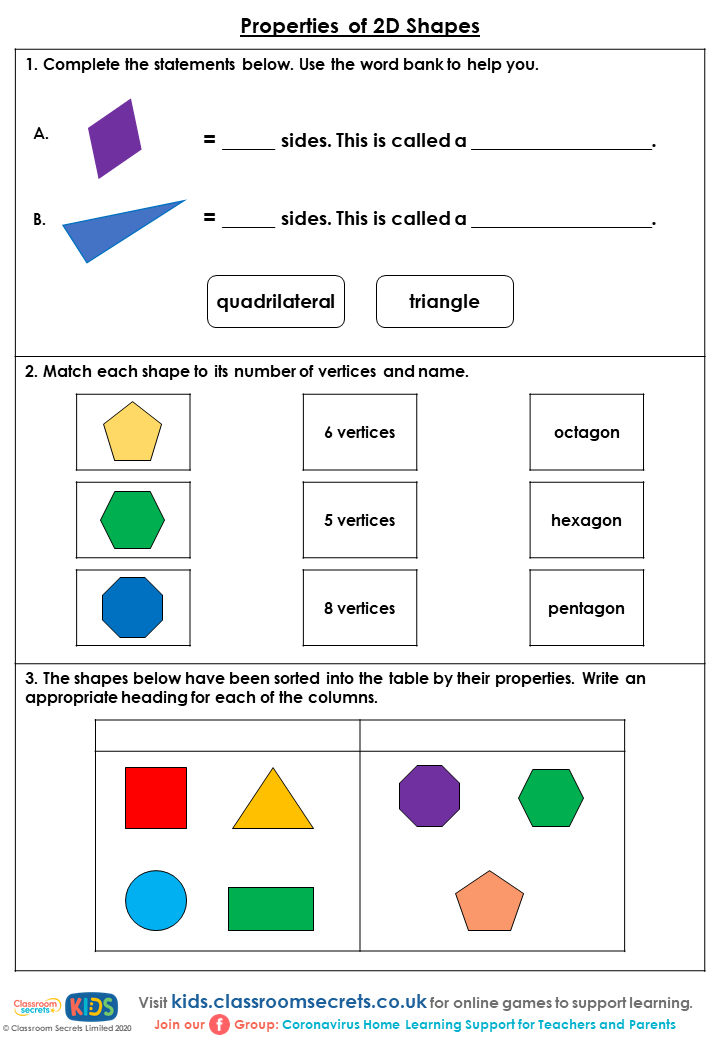 Properties of 2D Shapes
1. Complete the statements below. Use the word bank to help you.
A. = _____ sides. This is called a _________________.
B. = _____ sides. This is called a _________________.
quadrilateral triangle
2. Match each shape to its number of vertices and name.
6 vertices octagon
5 vertices hexagon
8 vertices pentagon
3. The shapes below have been sorted into the table by their properties. Write an
appropriate heading for each of the columns.
Classroom Secrets KIDS
© Classroom Secrets Limited 2020
Visit kids.classroomsecrets.co.uk for online games to support learning.
Join our f Group: Coronavirus Home Learning Support for Teachers and Parents